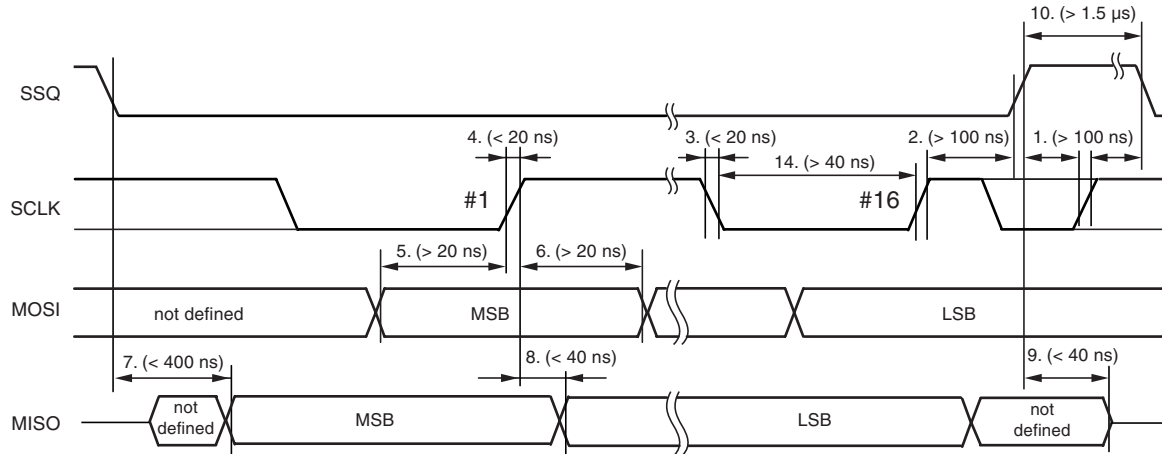 10. (> 1.5 µs)
SSQ
4. (< 20 ns) 3. (< 20 ns) 2. (> 100 ns) 1. (> 100 ns)
14. (> 40 ns)
SCLK #1 #16
5. (> 20 ns) 6. (> 20 ns)
MOSI not defined MSB LSB
7. (< 400 ns) 8. (< 40 ns) 9. (< 40 ns)
MISO not defined MSB LSB not defined